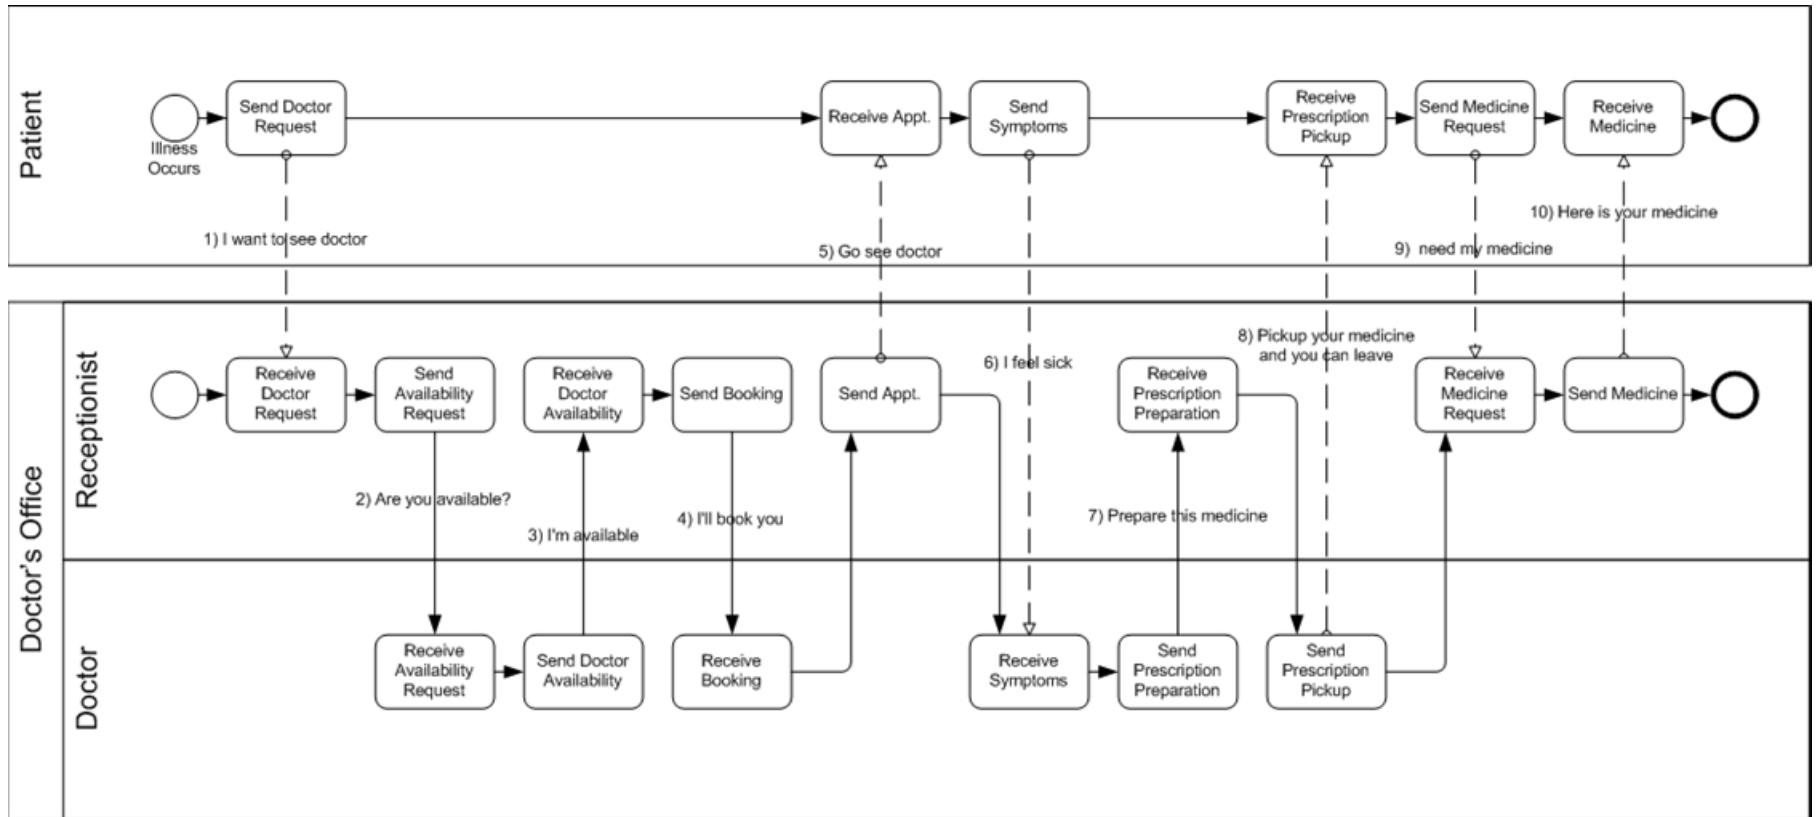 Patient
Illness
Occurs
Send Doctor
Request
Receive Appt.
Send
Symptoms
Receive
Prescription
Pickup
Send Medicine
Request
Receive
Medicine
1) I want to see doctor
5) Go see doctor
9) need my medicine
10) Here is your medicine
Doctor's Office
Receptionist
Receive
Doctor
Request
Send
Availability
Request
Receive
Doctor
Availability
Send Booking
Send Appt.
6) I feel sick
Receive
Prescription
Preparation
8) Pickup your medicine
and you can leave
Receive
Medicine
Request
Send Medicine
2) Are you available?
3) I'm available
4) I'll book you
7) Prepare this medicine
Doctor
Receive
Availability
Request
Send Doctor
Availability
Receive
Booking
Receive
Symptoms
Send
Prescription
Preparation
Send
Prescription
Pickup